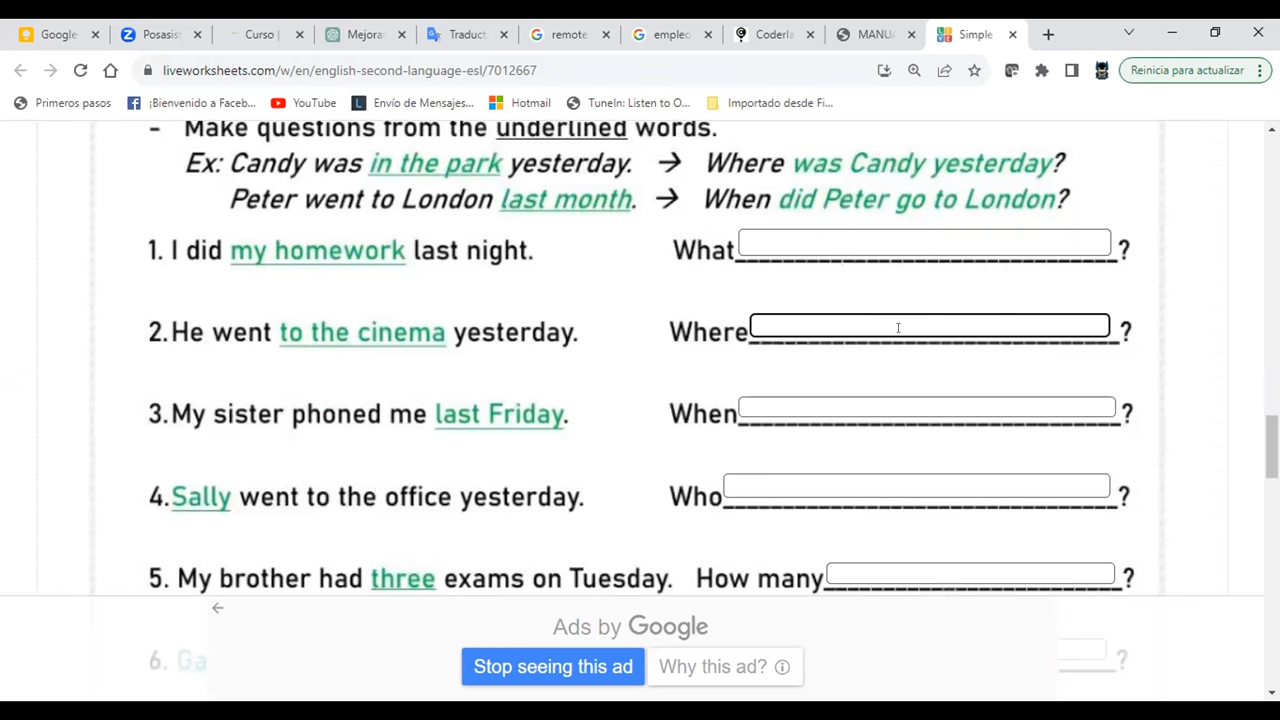 Google
Posasist
Curso (
Mejorar
Traduct
remote
empleo
Coderla
MANUA
Simple
liveworksheets.com/w/en/english-second-language-esl/7012667
Reinicia para actualizar
Primeros pasos
¡Bienvenido a Faceb...
YouTube
Envío de Mensajes...
Hotmail
TuneIn: Listen to O...
Importado desde Fi...
- Make questions from the underlined words.
Ex: Candy was in the park yesterday. → Where was Candy yesterday?
Peter went to London last month. → When did Peter go to London?
1. I did my homework last night. What ?
2. He went to the cinema yesterday. Where ?
3. My sister phoned me last Friday. When ?
4. Sally went to the office yesterday. Who ?
5. My brother had three exams on Tuesday. How many ?
Ads by Google
6. Ga ?
Stop seeing this ad
Why this ad?